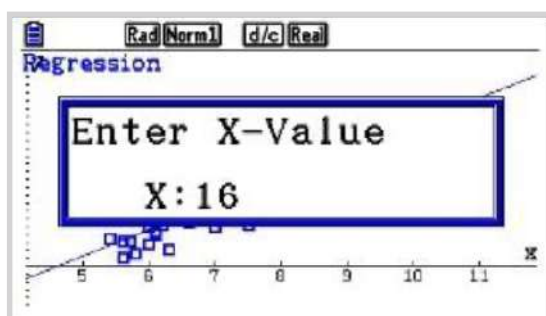 Rad Norm1 d/c Real
Regression
Enter X-Value
X:16
x
5 6 7 8 9 10 11